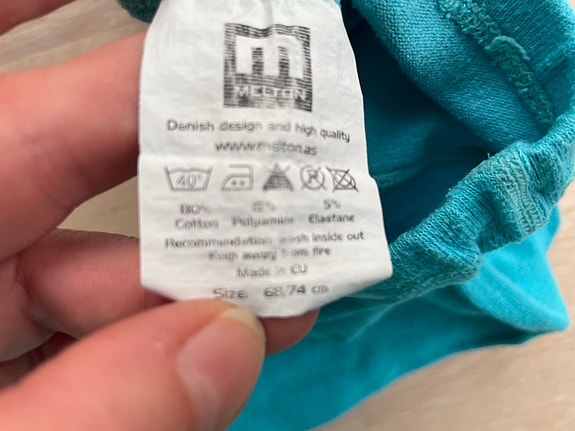 m
MELTON
Danish design and high quality
www.melton.as
40°
80% 15% 5%
Cotton Polyamide Elastane
Recommendation: wash inside out
Keep away from fire
Made in EU
Size: 68/74 cm